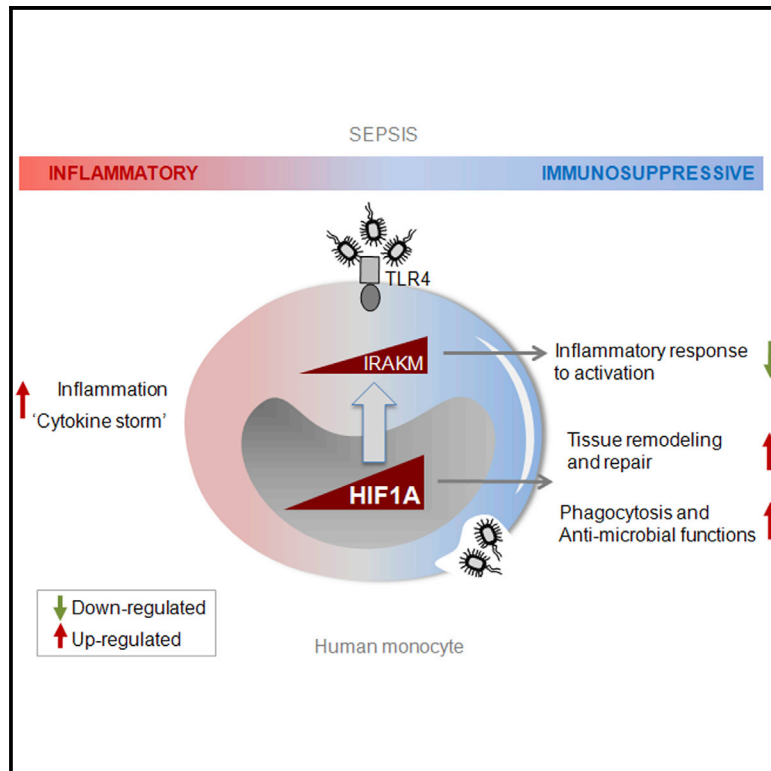 SEPSIS
INFLAMMATORY
IMMUNOSUPPRESSIVE
TLR4
IRAKM
Inflammatory response
to activation
Inflammation
‘Cytokine storm’
Tissue remodeling
and repair
HIF1A
Phagocytosis and
Anti-microbial functions
Down-regulated
Up-regulated
Human monocyte